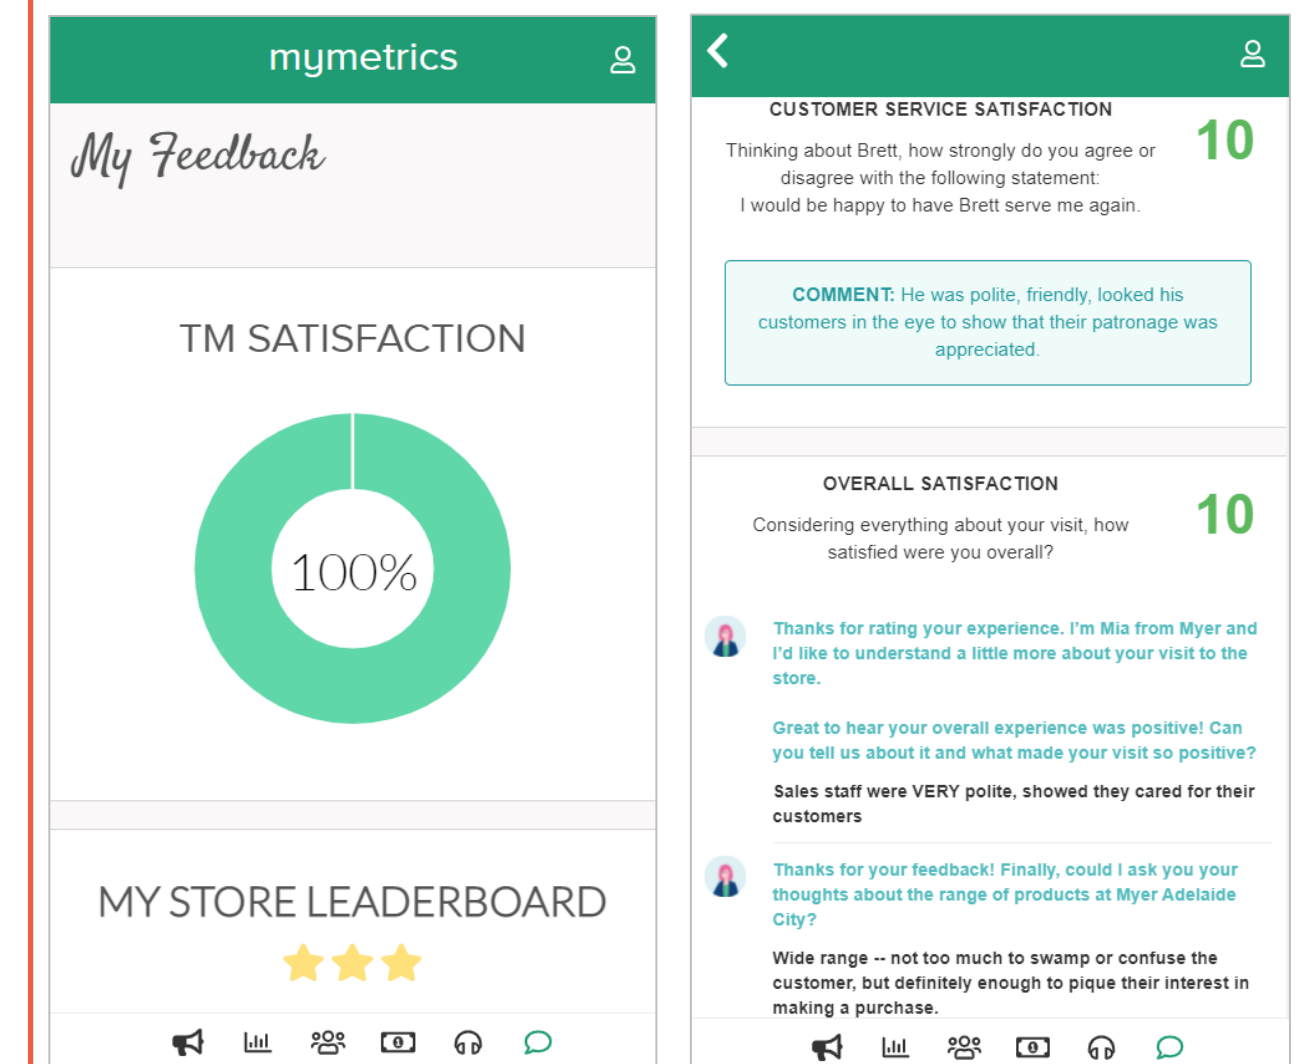 mymetrics
My Feedback
TM SATISFACTION
100%
MY STORE LEADERBOARD
CUSTOMER SERVICE SATISFACTION
10
Thinking about Brett, how strongly do you agree or
disagree with the following statement:
I would be happy to have Brett serve me again.
COMMENT: He was polite, friendly, looked his
customers in the eye to show that their patronage was
appreciated.
OVERALL SATISFACTION
10
Considering everything about your visit, how
satisfied were you overall?
Thanks for rating your experience. I'm Mia from Myer and
I'd like to understand a little more about your visit to the
store.
Great to hear your overall experience was positive! Can
you tell us about it and what made your visit so positive?
Sales staff were VERY polite, showed they cared for their
customers
Thanks for your feedback! Finally, could I ask you your
thoughts about the range of products at Myer Adelaide
City?
Wide range -- not too much to swamp or confuse the
customer, but definitely enough to pique their interest in
making a purchase.